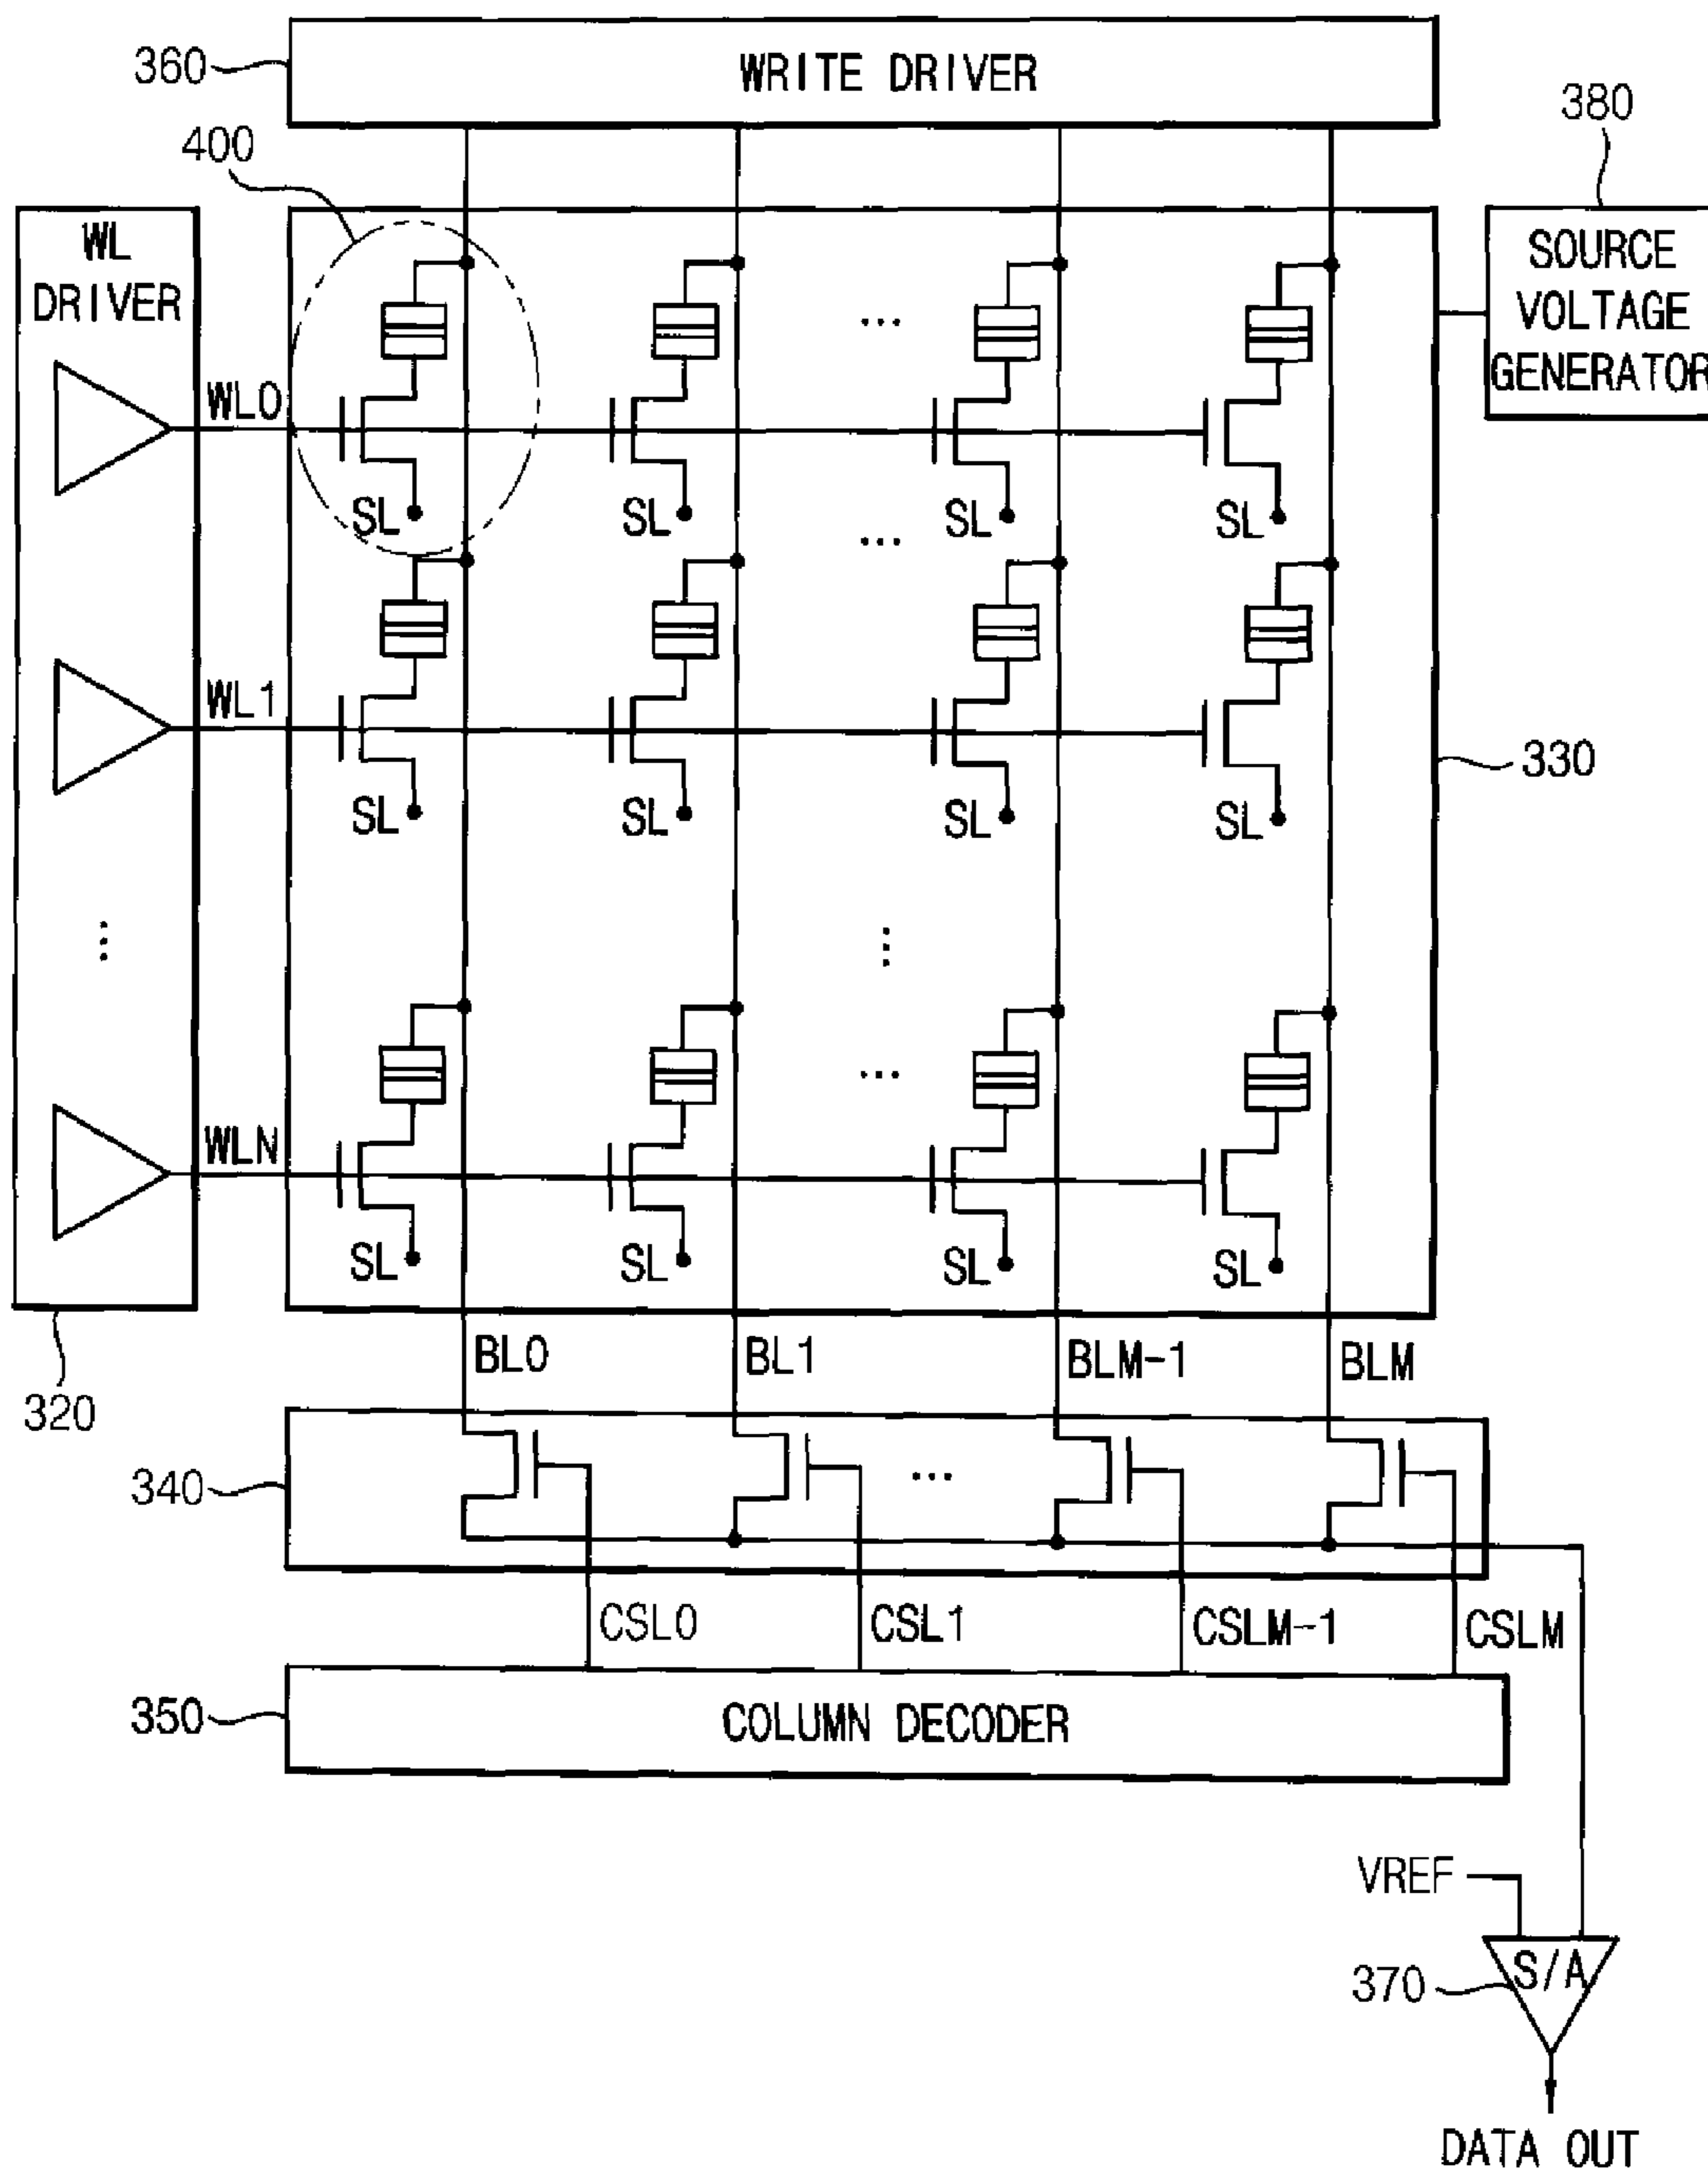 360
WRITE DRIVER
380
400
WL
DRIVER
SOURCE
VOLTAGE
GENERATOR
...
WL0
SL
SL
SL
SL
...
WL1
330
SL
SL
SL
SL
...
...
...
WLN
SL
SL
SL
SL
BL0
BL1
BLM-1
BLM
320
340
...
CSL0
CSL1
CSLM-1
CSLM
350
COLUMN DECODER
VREF
370
S/A
DATA OUT